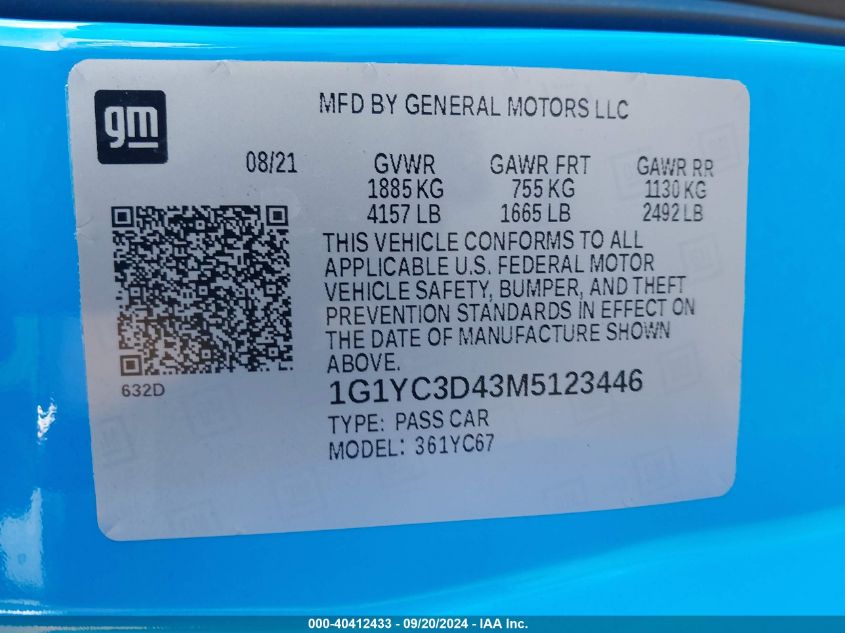 gm
MFD BY GENERAL MOTORS LLC
08/21 GVWR GAWR FRT GAWR RR
1885 KG 755 KG 1130 KG
4157 LB 1665 LB 2492 LB
THIS VEHICLE CONFORMS TO ALL
APPLICABLE U.S. FEDERAL MOTOR
VEHICLE SAFETY, BUMPER, AND THEFT
PREVENTION STANDARDS IN EFFECT ON
THE DATE OF MANUFACTURE SHOWN
ABOVE.
632D
1G1YC3D43M5123446
TYPE: PASS CAR
MODEL: 361YC67
000-40412433 - 09/20/2024 - IAA Inc.